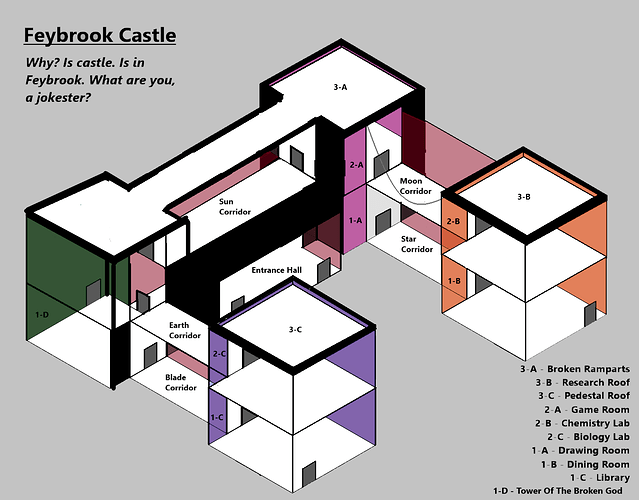 Feybrook Castle
Why? Is castle. Is in
Feybrook. What are you,
a jokester?
3-A
2-A
Moon
Corridor
3-B
Sun
Corridor
1-A
2-B
Star
Corridor
Entrance Hall
1-B
1-D
Earth
Corridor
3-C
2-C
Blade
Corridor
1-C
3-A - Broken Ramparts
3-B - Research Roof
3-C - Pedestal Roof
2-A - Game Room
2-B - Chemistry Lab
2-C - Biology Lab
1-A - Drawing Room
1-B - Dining Room
1-C - Library
1-D - Tower Of The Broken God